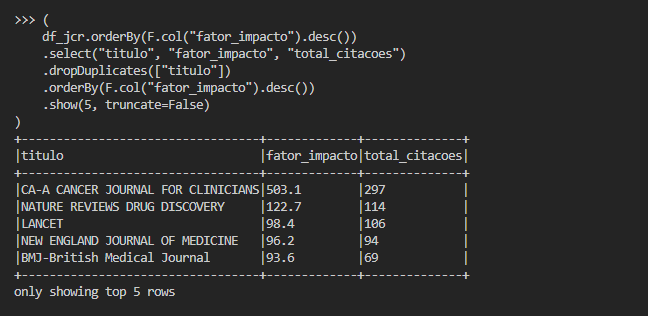 >>> (
    df_jcr.orderBy(F.col("fator_impacto").desc())
    .select("titulo", "fator_impacto", "total_citacoes")
    .dropDuplicates(["titulo"])
    .orderBy(F.col("fator_impacto").desc())
    .show(5, truncate=False)
)
+---------------------------------+-------------+--------------+
|titulo                           |fator_impacto|total_citacoes|
+---------------------------------+-------------+--------------+
|CA-A CANCER JOURNAL FOR CLINICIANS|503.1        |297           |
|NATURE REVIEWS DRUG DISCOVERY    |122.7        |114           |
|LANCET                           |98.4         |106           |
|NEW ENGLAND JOURNAL OF MEDICINE  |96.2         |94            |
|BMJ-British Medical Journal      |93.6         |69            |
+---------------------------------+-------------+--------------+
only showing top 5 rows